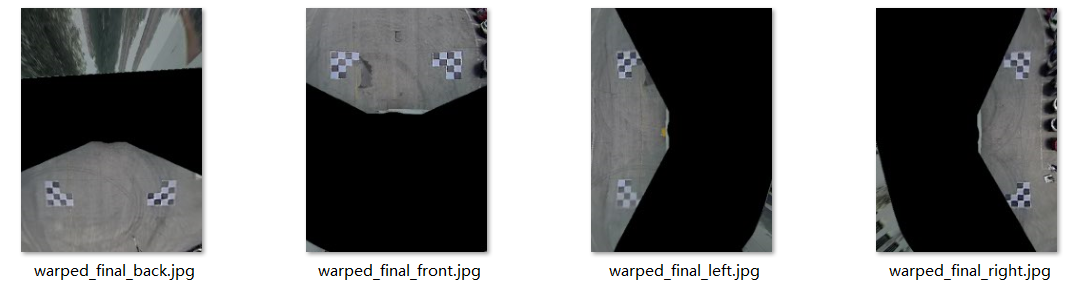 warped_final_back.jpg
warped_final_front.jpg
warped_final_left.jpg
warped_final_right.jpg